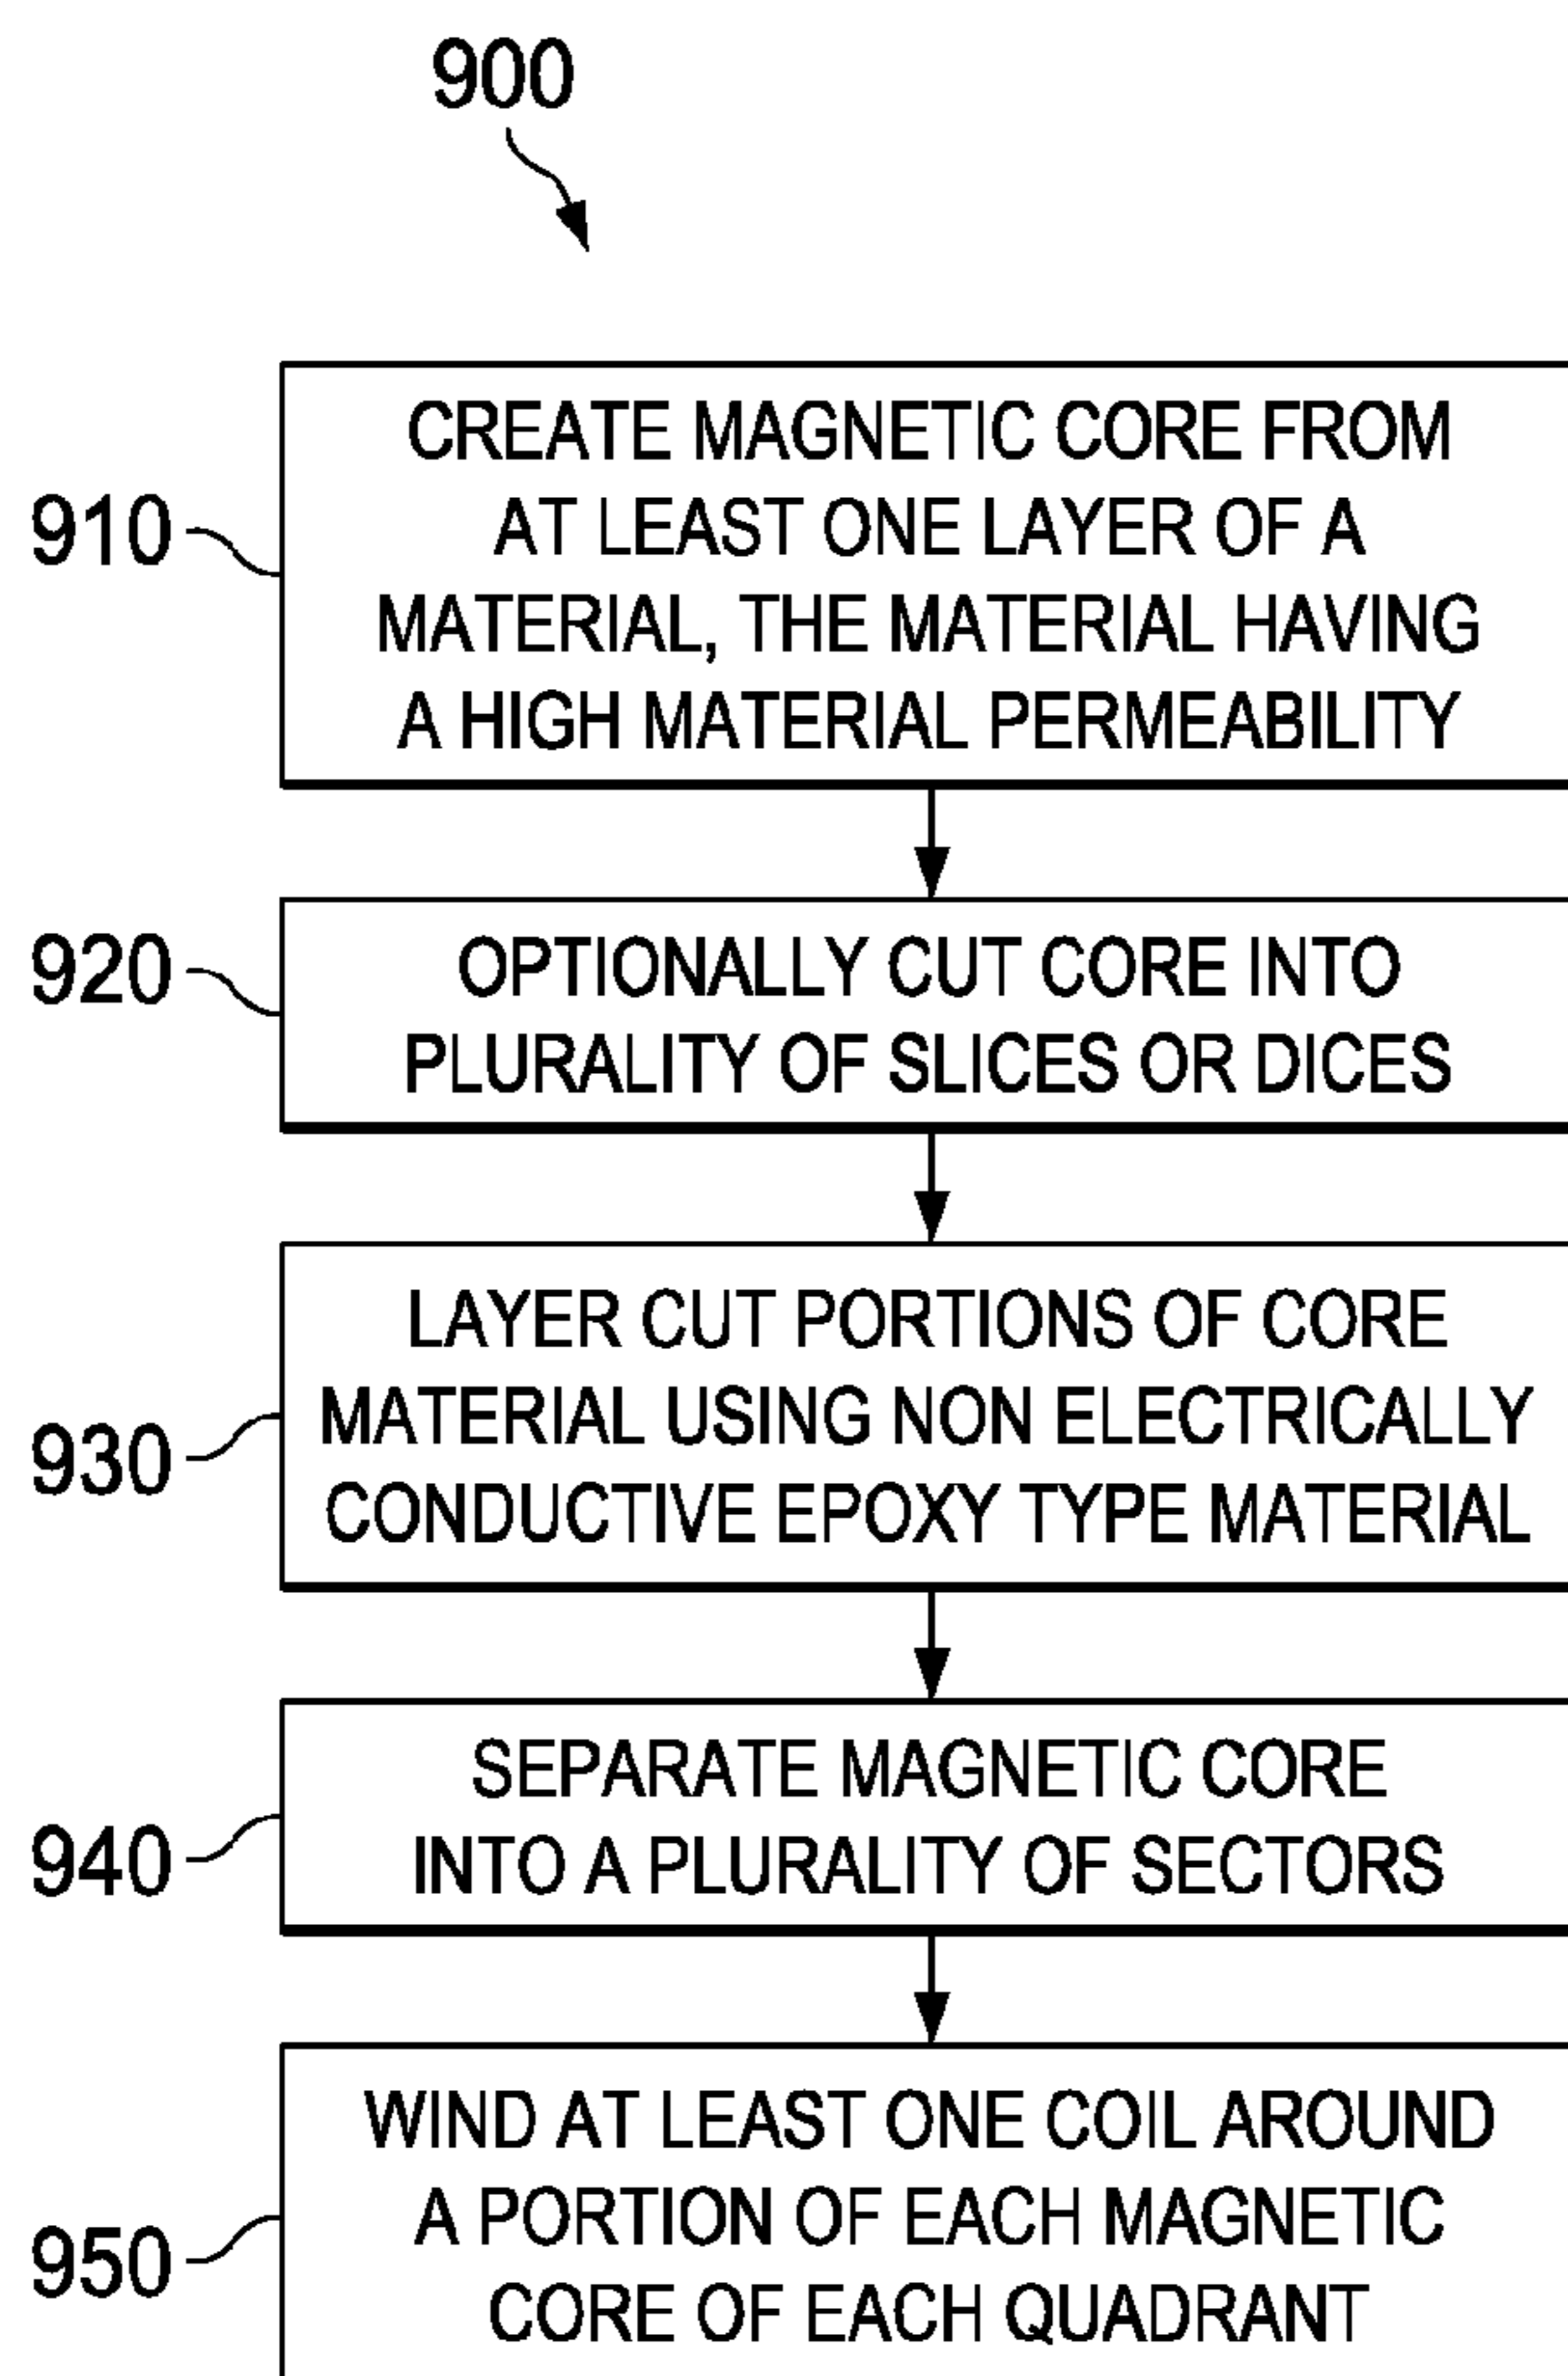 900
910
CREATE MAGNETIC CORE FROM
AT LEAST ONE LAYER OF A
MATERIAL, THE MATERIAL HAVING
A HIGH MATERIAL PERMEABILITY
920
OPTIONALLY CUT CORE INTO
PLURALITY OF SLICES OR DICES
930
LAYER CUT PORTIONS OF CORE
MATERIAL USING NON ELECTRICALLY
CONDUCTIVE EPOXY TYPE MATERIAL
940
SEPARATE MAGNETIC CORE
INTO A PLURALITY OF SECTORS
950
WIND AT LEAST ONE COIL AROUND
A PORTION OF EACH MAGNETIC
CORE OF EACH QUADRANT